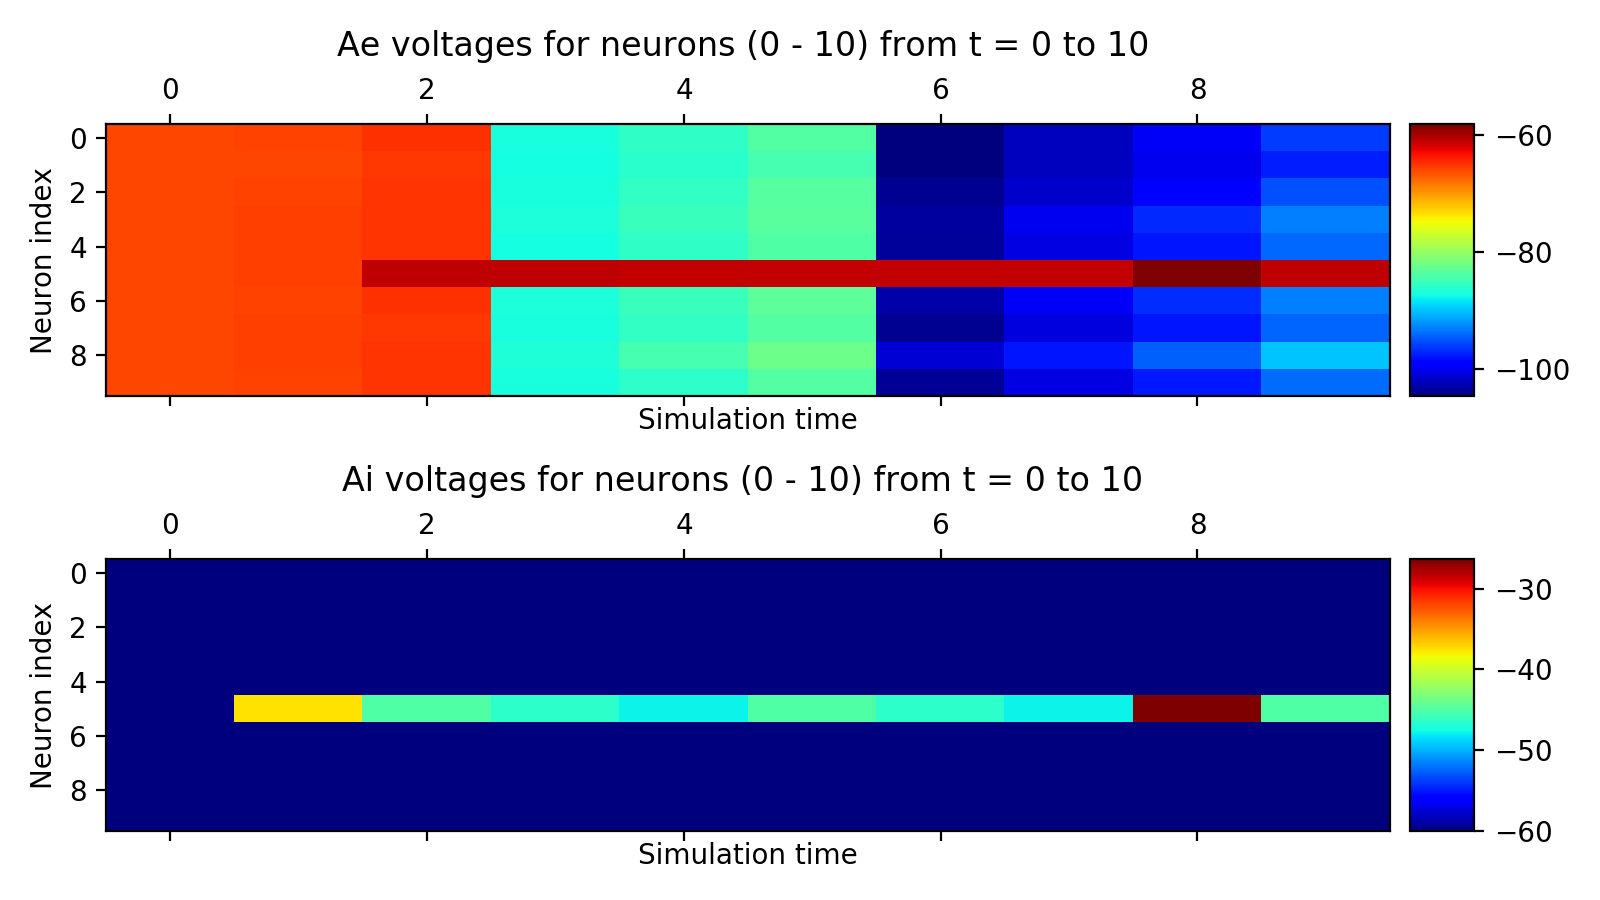 Ae voltages for neurons (0 - 10) from t = 0 to 10
0 2 4 6 8
Neuron index
0
2
4
6
8
−60
−80
−100
Simulation time
Ai voltages for neurons (0 - 10) from t = 0 to 10
0 2 4 6 8
Neuron index
0
2
4
6
8
−30
−40
−50
−60
Simulation time